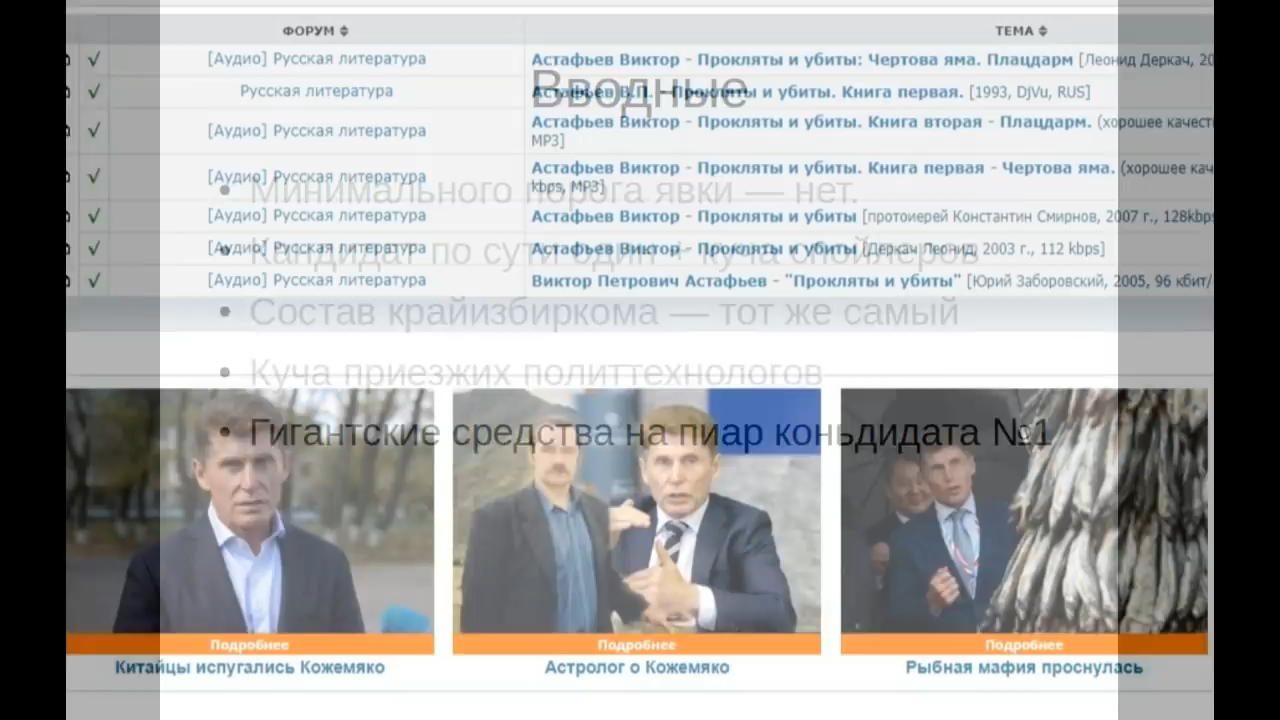 ФОРУМ
ТЕМА
[Аудио] Русская литература
Астафьев Виктор - Прокляты и убиты: Чертова яма. Плацдарм [Леонид Деркач, 20
Вводные
Русская литература
Астафьев В.П. - Прокляты и убиты. Книга первая. [1993, DjVu, RUS]
[Аудио] Русская литература
Астафьев Виктор - Прокляты и убиты. Книга вторая - Плацдарм. (хорошее качест
MP3]
[Аудио] Русская литература
Астафьев Виктор - Прокляты и убиты. Книга первая - Чертова яма. (хорошее кач
kbps, MP3]
• Минимального порога явки — нет.
[Аудио] Русская литература
Астафьев Виктор - Прокляты и убиты [протоиерей Константин Смирнов, 2007 г., 128kbps
[Аудио] Русская литература
Астафьев Виктор - Прокляты и убиты [Деркач Леонид, 2003 г., 112 kbps]
• Кандидат по сути один + куча спойлеров
[Аудио] Русская литература
Виктор Петрович Астафьев - "Прокляты и убиты" [Юрий Заборовский, 2005, 96 кбит/
• Состав крайизбиркома — тот же самый
• Куча приезжих политтехнологов
• Гигантские средства на пиар коньдидата №1
Подробнее
Подробнее
Подробнее
Китайцы испугались Кожемяко
Астролог о Кожемяко
Рыбная мафия проснулась